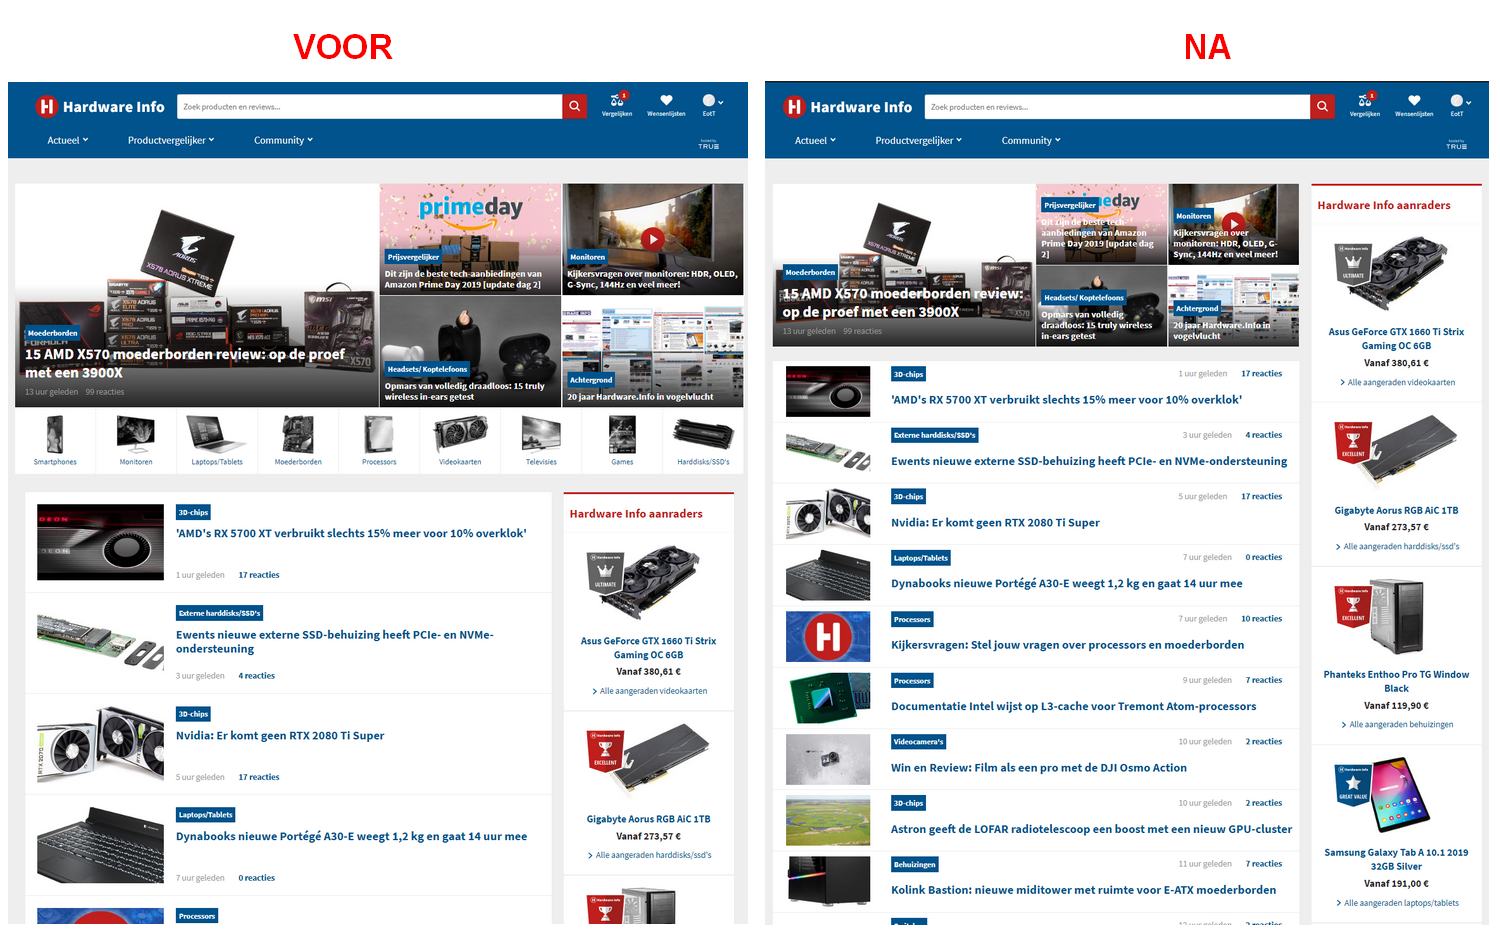 VOOR
Hardware Info
Zoek producten en reviews...
1
Vergelijken
Wensenlijsten
EotT
Actueel
Productvergelijker
Community
hosted by
TRUE
primeday
Prijsvergelijker
Dit zijn de beste tech-aanbiedingen van
Amazon Prime Day 2019 [update dag 2]
Monitoren
Kijkersvragen over monitoren: HDR, OLED,
G-Sync, 144Hz en veel meer!
Moederborden
15 AMD X570 moederborden review: op de proef
met een 3900X
13 uur geleden 99 reacties
Headsets/ Koptelefoons
Opmars van volledig draadloos: 15 truly
wireless in-ears getest
Achtergrond
20 jaar Hardware.Info in vogelvlucht
Smartphones
Monitoren
Laptops/Tablets
Moederborden
Processors
Videokaarten
Televisies
Games
Harddisks/SSD's
3D-chips
'AMD's RX 5700 XT verbruikt slechts 15% meer voor 10% overklok'
1 uur geleden 17 reacties
Externe harddisks/SSD's
Ewents nieuwe externe SSD-behuizing heeft PCIe- en NVMe-
ondersteuning
3 uur geleden 4 reacties
3D-chips
Nvidia: Er komt geen RTX 2080 Ti Super
5 uur geleden 17 reacties
Laptops/Tablets
Dynabooks nieuwe Portégé A30-E weegt 1,2 kg en gaat 14 uur mee
7 uur geleden 0 reacties
Processors
Hardware Info aanraders
ULTIMATE
Asus GeForce GTX 1660 Ti Strix
Gaming OC 6GB
Vanaf 380,61 €
Alle aangeraden videokaarten
EXCELLENT
Gigabyte Aorus RGB AiC 1TB
Vanaf 273,57 €
Alle aangeraden harddisks/ssd's
NA
Hardware Info
Zoek producten en reviews...
1
Vergelijken
Wensenlijsten
EotT
Actueel
Productvergelijker
Community
hosted by
TRUE
Prijsvergelijker
Dit zijn de beste tech-
aanbiedingen van Amazon
Prime Day 2019 [update dag
2]
Monitoren
Kijkersvragen over
monitoren: HDR, OLED, G-
Sync, 144Hz en veel meer!
Moederborden
15 AMD X570 moederborden review:
op de proef met een 3900X
13 uur geleden 99 reacties
Headsets/ Koptelefoons
Opmars van volledig
draadloos: 15 truly wireless
in-ears getest
Achtergrond
20 jaar Hardware.Info in
vogelvlucht
3D-chips
1 uur geleden 17 reacties
'AMD's RX 5700 XT verbruikt slechts 15% meer voor 10% overklok'
Externe harddisks/SSD's
3 uur geleden 4 reacties
Ewents nieuwe externe SSD-behuizing heeft PCIe- en NVMe-ondersteuning
3D-chips
5 uur geleden 17 reacties
Nvidia: Er komt geen RTX 2080 Ti Super
Laptops/Tablets
7 uur geleden 0 reacties
Dynabooks nieuwe Portégé A30-E weegt 1,2 kg en gaat 14 uur mee
Processors
7 uur geleden 10 reacties
Kijkersvragen: Stel jouw vragen over processors en moederborden
Processors
9 uur geleden 7 reacties
Documentatie Intel wijst op L3-cache voor Tremont Atom-processors
Videocamera's
10 uur geleden 2 reacties
Win en Review: Film als een pro met de DJI Osmo Action
3D-chips
10 uur geleden 2 reacties
Astron geeft de LOFAR radiotelescoop een boost met een nieuw GPU-cluster
Behuizingen
11 uur geleden 7 reacties
Kolink Bastion: nieuwe miditower met ruimte voor E-ATX moederborden
Hardware Info aanraders
ULTIMATE
Asus GeForce GTX 1660 Ti Strix
Gaming OC 6GB
Vanaf 380,61 €
Alle aangeraden videokaarten
EXCELLENT
Gigabyte Aorus RGB AiC 1TB
Vanaf 273,57 €
Alle aangeraden harddisks/ssd's
EXCELLENT
Phanteks Enthoo Pro TG Window
Black
Vanaf 119,90 €
Alle aangeraden behuizingen
GREAT VALUE
Samsung Galaxy Tab A 10.1 2019
32GB Silver
Vanaf 191,00 €
Alle aangeraden laptops/tablets